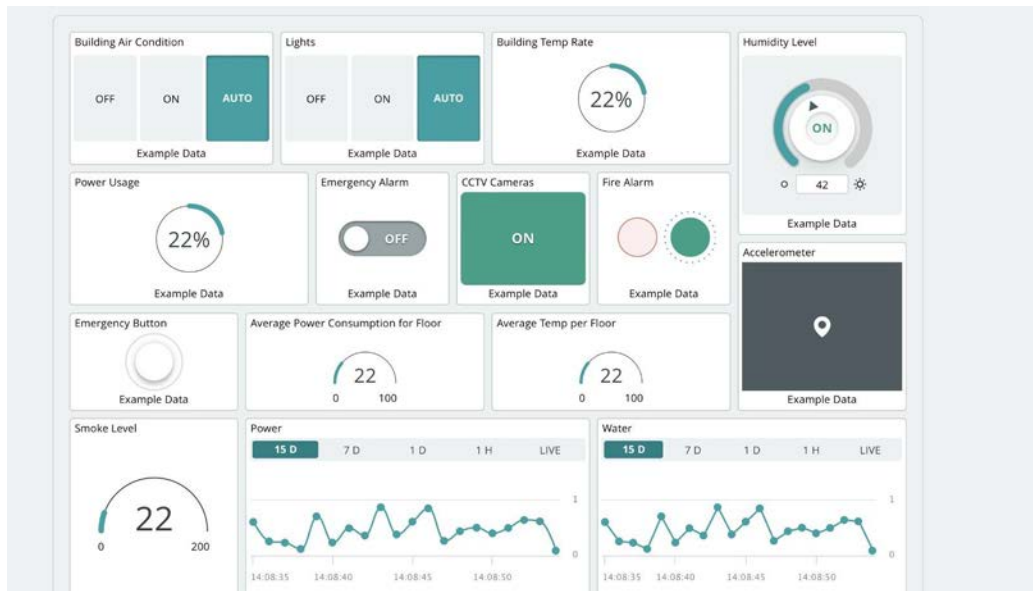 Building Air Condition
OFF ON AUTO
Example Data
Lights
OFF ON AUTO
Example Data
Building Temp Rate
22%
Example Data
Humidity Level
ON
42
Example Data
Power Usage
22%
Example Data
Emergency Alarm
OFF
Example Data
CCTV Cameras
ON
Example Data
Fire Alarm
Example Data
Accelerometer
Example Data
Emergency Button
Example Data
Average Power Consumption for Floor
22
0 100
Average Temp per Floor
22
0 100
Smoke Level
22
0 200
Power
15 D 7 D 1 D 1 H LIVE
1
0
14:08:35 14:08:40 14:08:45 14:08:50
Water
15 D 7 D 1 D 1 H LIVE
1
0
14:08:35 14:08:40 14:08:45 14:08:50